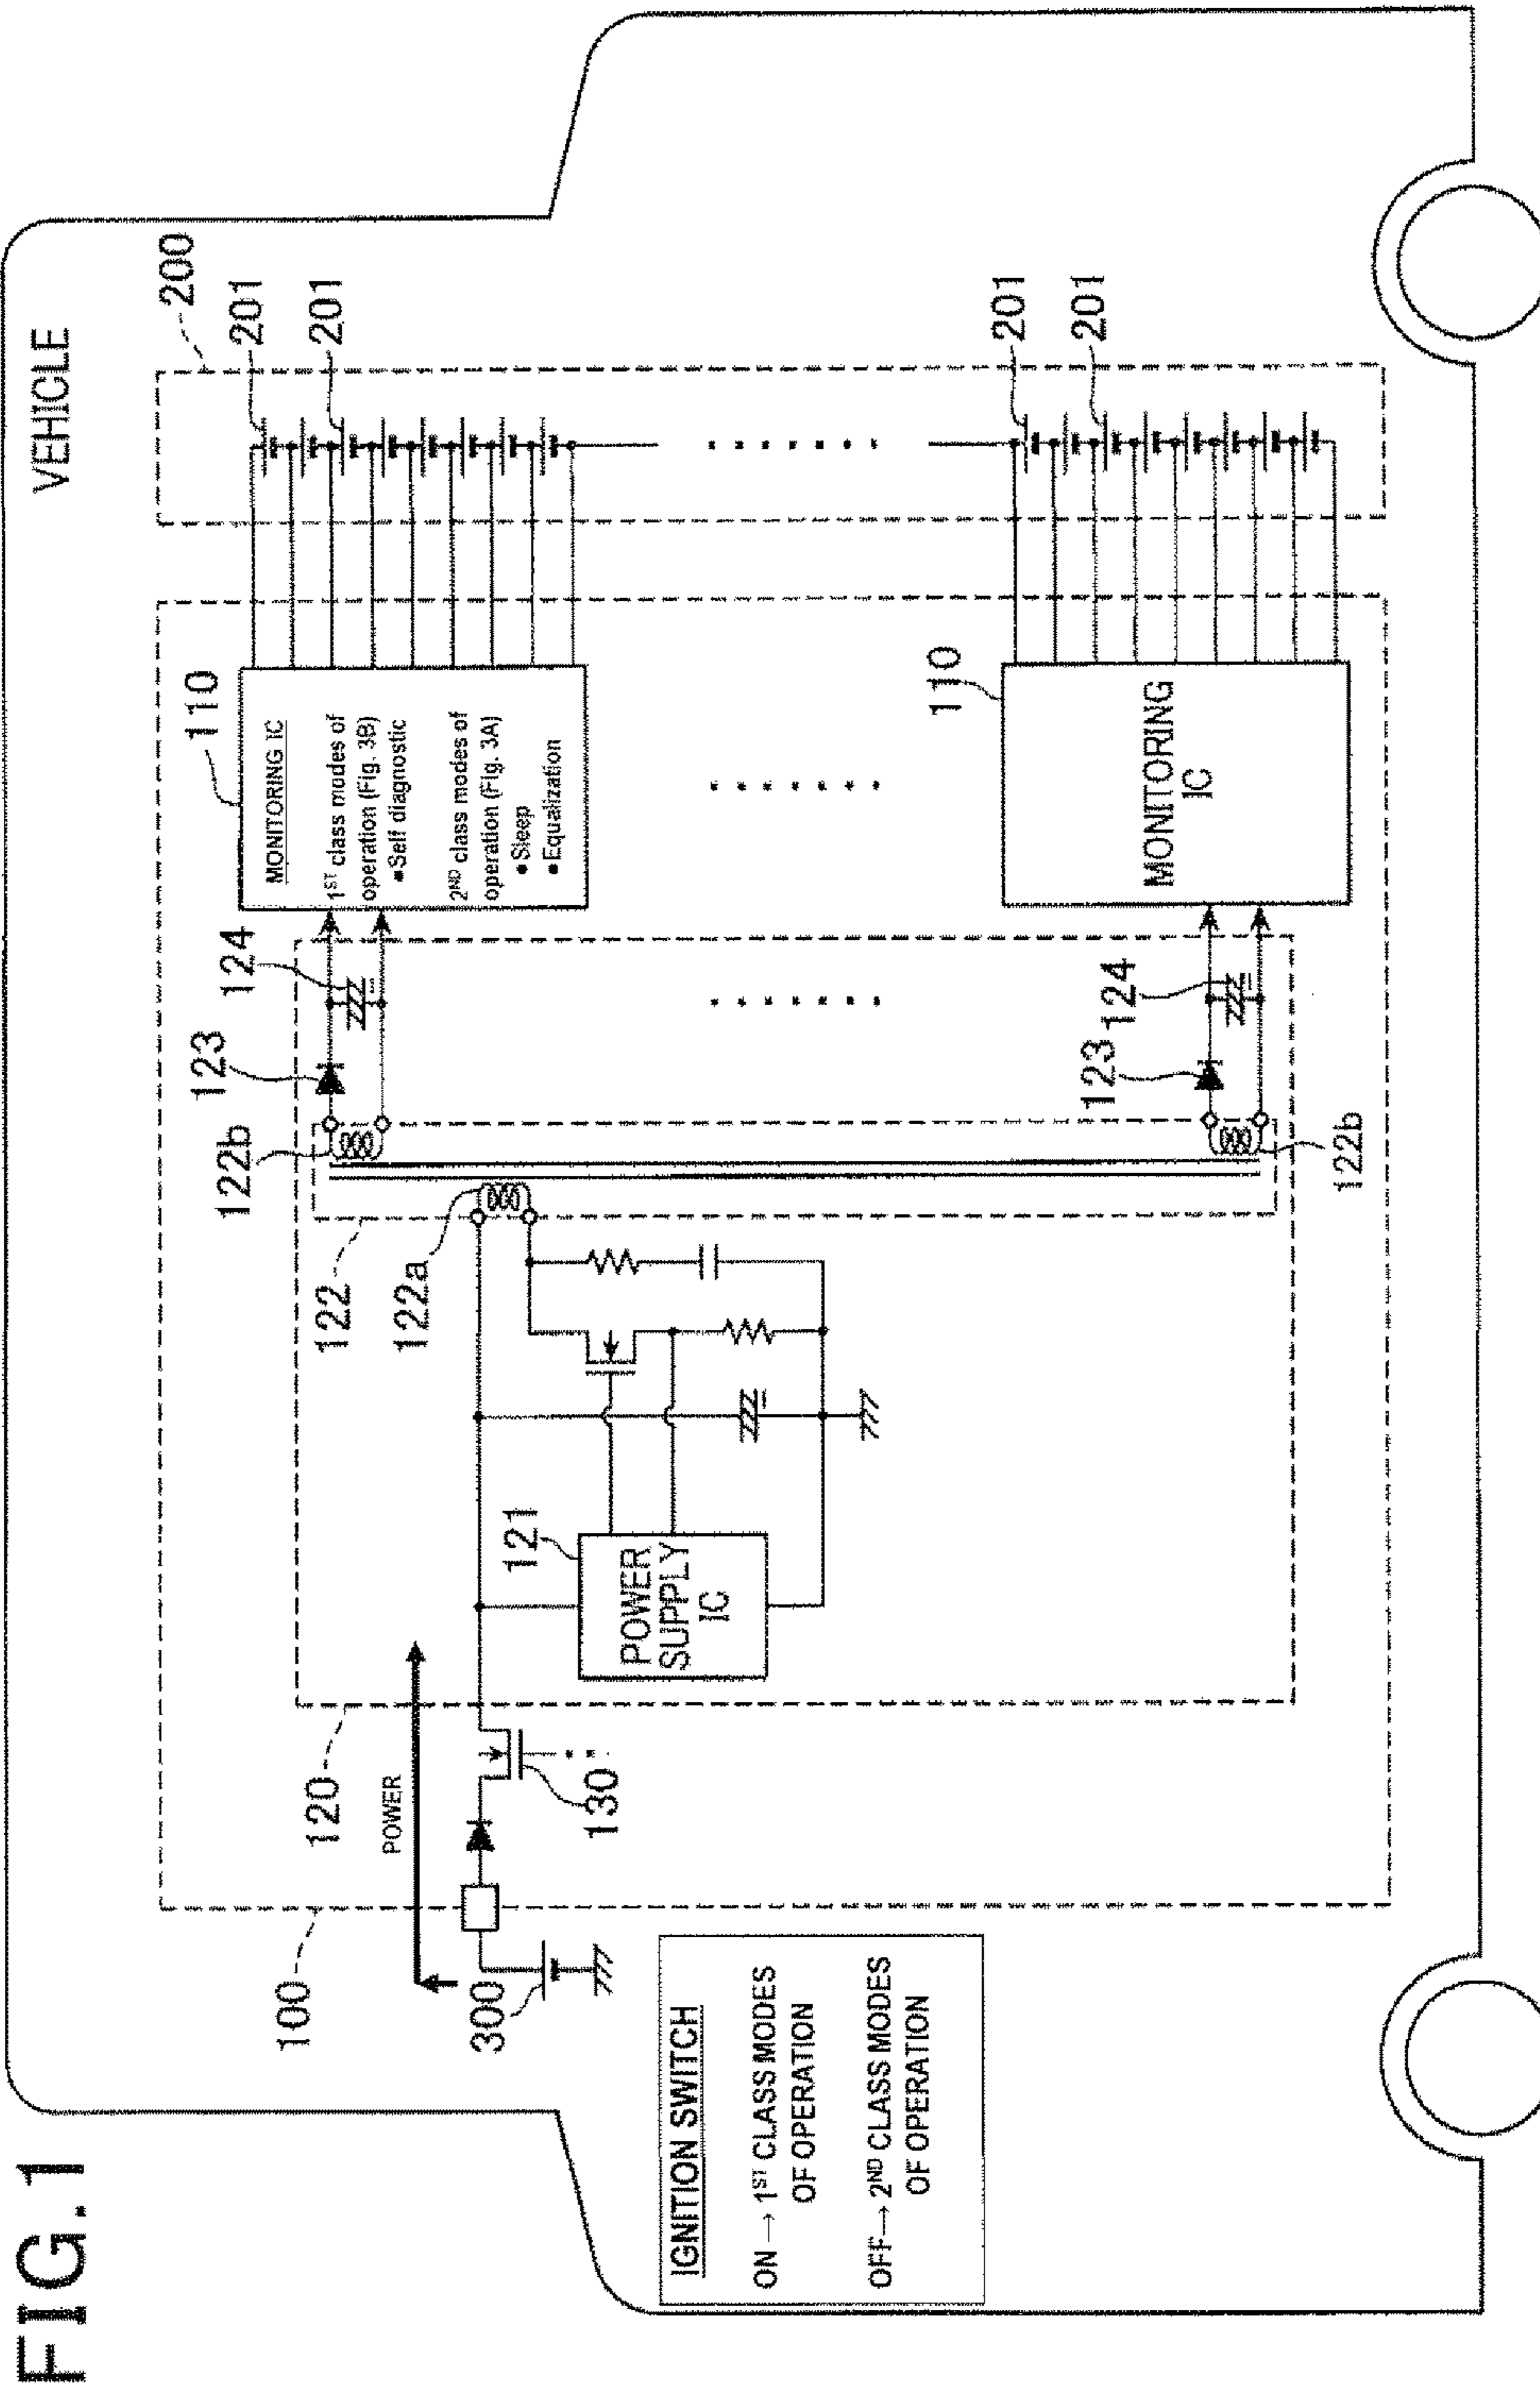 FIG.1
VEHICLE
200
201
201
201
201
110
110
MONITORING IC
1ST class modes of
operation (Fig. 3B)
▪Self diagnostic
2ND class modes of
operation (Fig. 3A)
▪Sleep
▪Equalization
MONITORING
IC
124
124
123
123
122b
122b
122
122a
121
POWER
SUPPLY
IC
120
POWER
130
100
300
IGNITION SWITCH
ON → 1ST CLASS MODES
OF OPERATION
OFF→ 2ND CLASS MODES
OF OPERATION